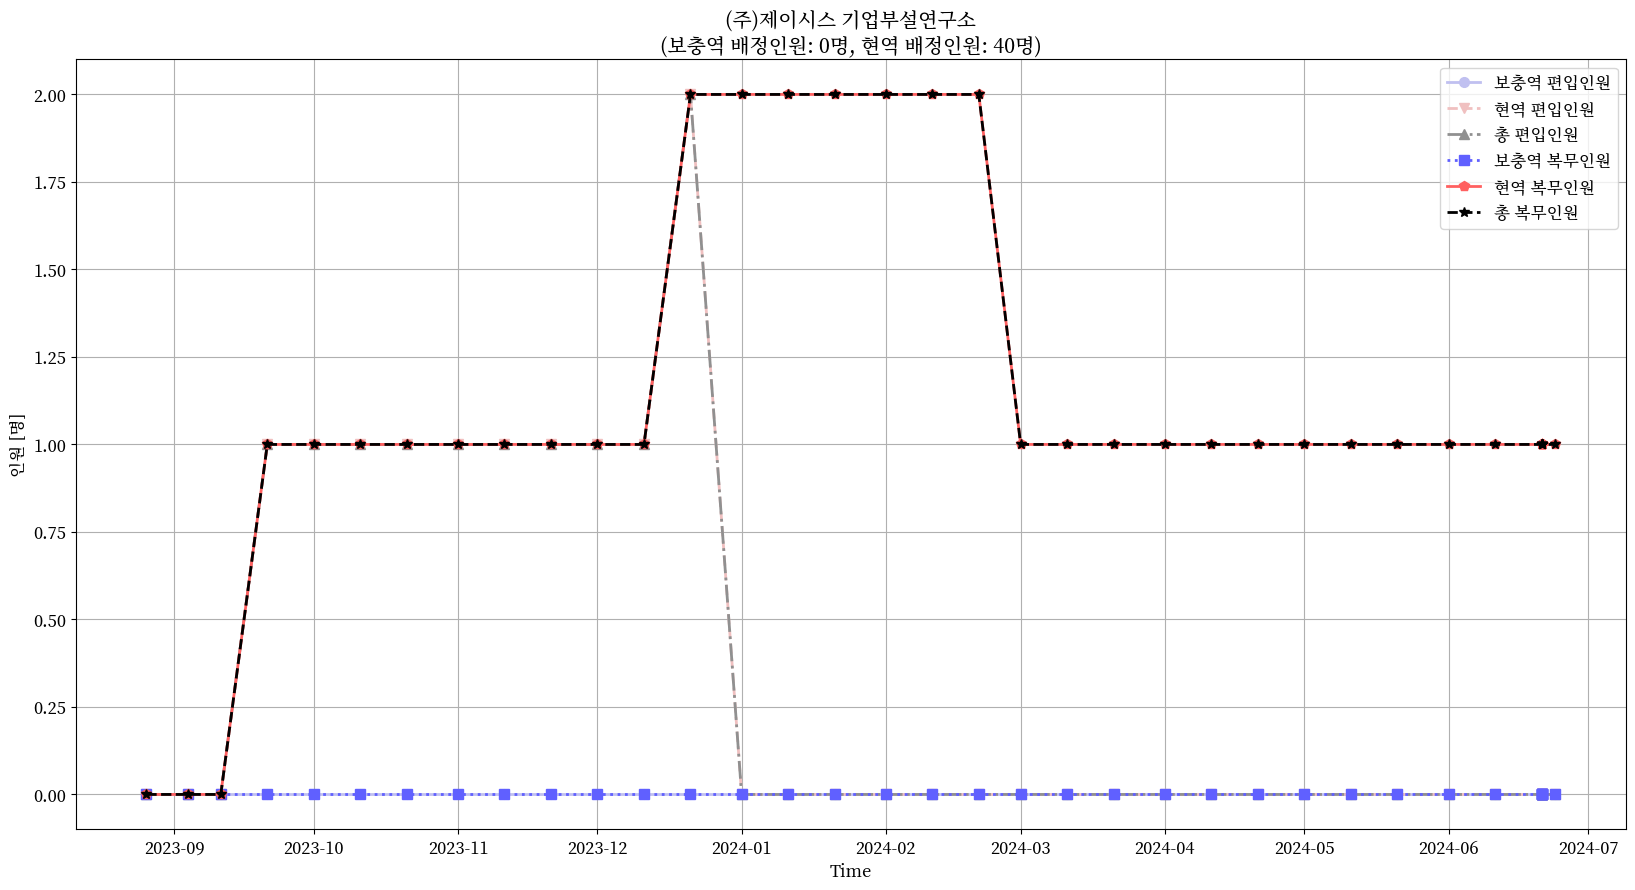 (주)제이시스 기업부설연구소
(보충역 배정인원: 0명, 현역 배정인원: 40명)
보충역 편입인원
현역 편입인원
총 편입인원
보충역 복무인원
현역 복무인원
총 복무인원
인원 [명]
2.00
1.75
1.50
1.25
1.00
0.75
0.50
0.25
0.00
2023-09 2023-10 2023-11 2023-12 2024-01 2024-02 2024-03 2024-04 2024-05 2024-06 2024-07
Time